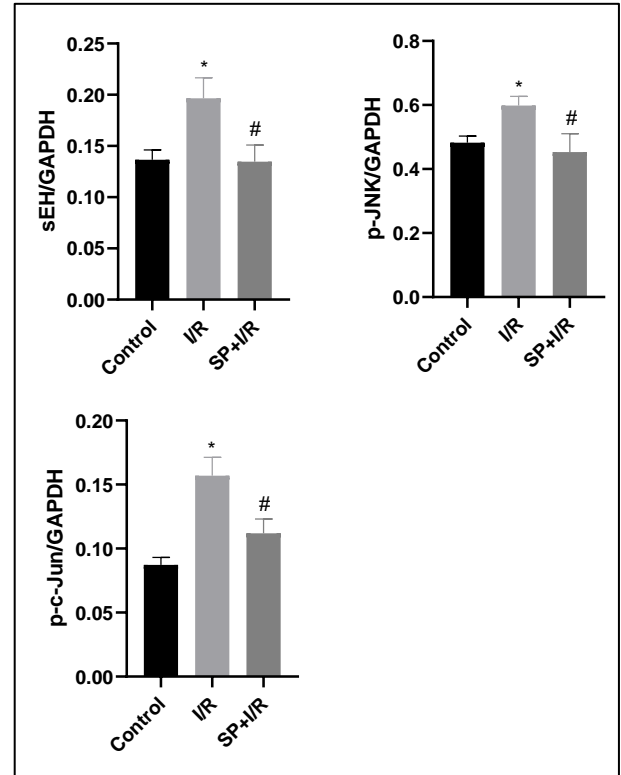 sEH/GAPDH
0.25
0.20
0.15
0.10
0.05
0.00
*
#
Control
I/R
SP+I/R
p-JNK/GAPDH
0.8
0.6
0.4
0.2
0.0
*
#
Control
I/R
SP+I/R
p-c-Jun/GAPDH
0.20
0.15
0.10
0.05
0.00
*
#
Control
I/R
SP+I/R